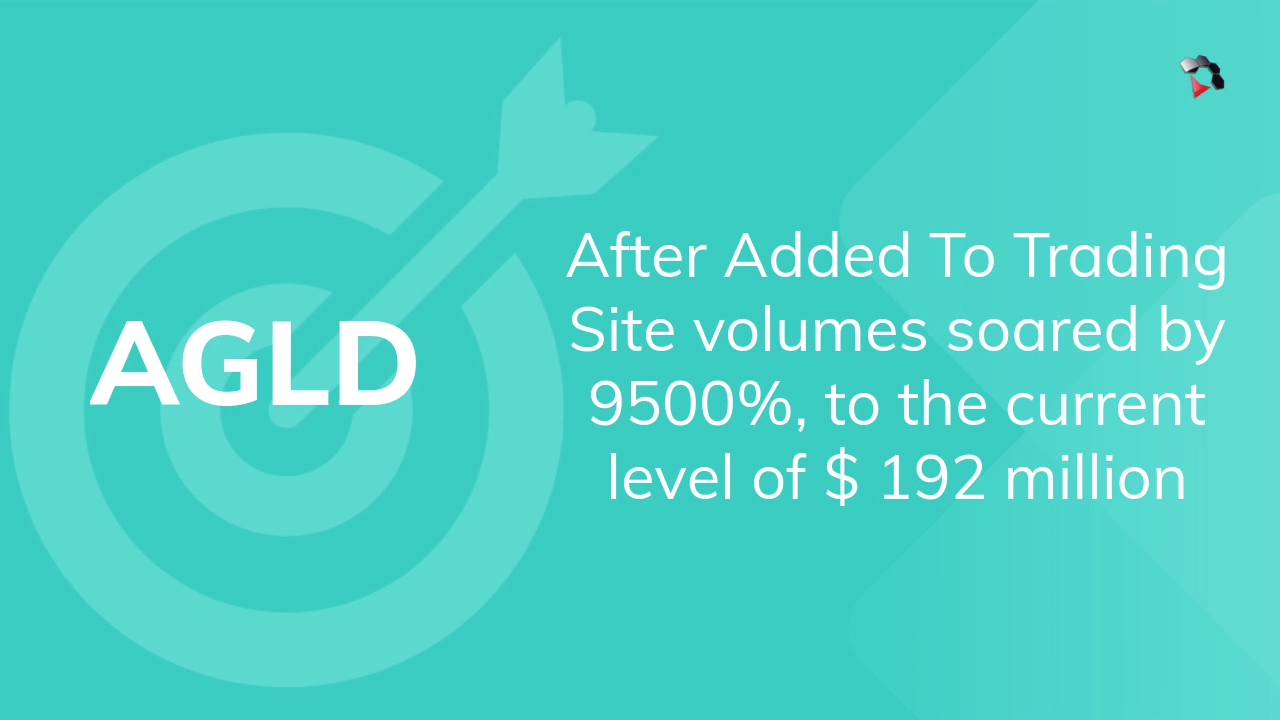 AGLD
After Added To Trading
Site volumes soared by
9500%, to the current
level of $ 192 million